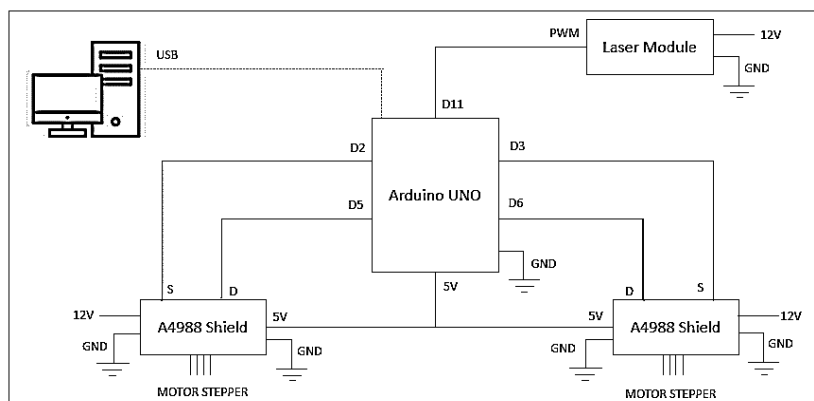 PWM
Laser Module
12V
GND
USB
D11
D2
D3
D5
Arduino UNO
D6
GND
5V
S
D
D
S
12V
A4988 Shield
5V
5V
A4988 Shield
12V
GND
GND
GND
GND
MOTOR STEPPER
MOTOR STEPPER